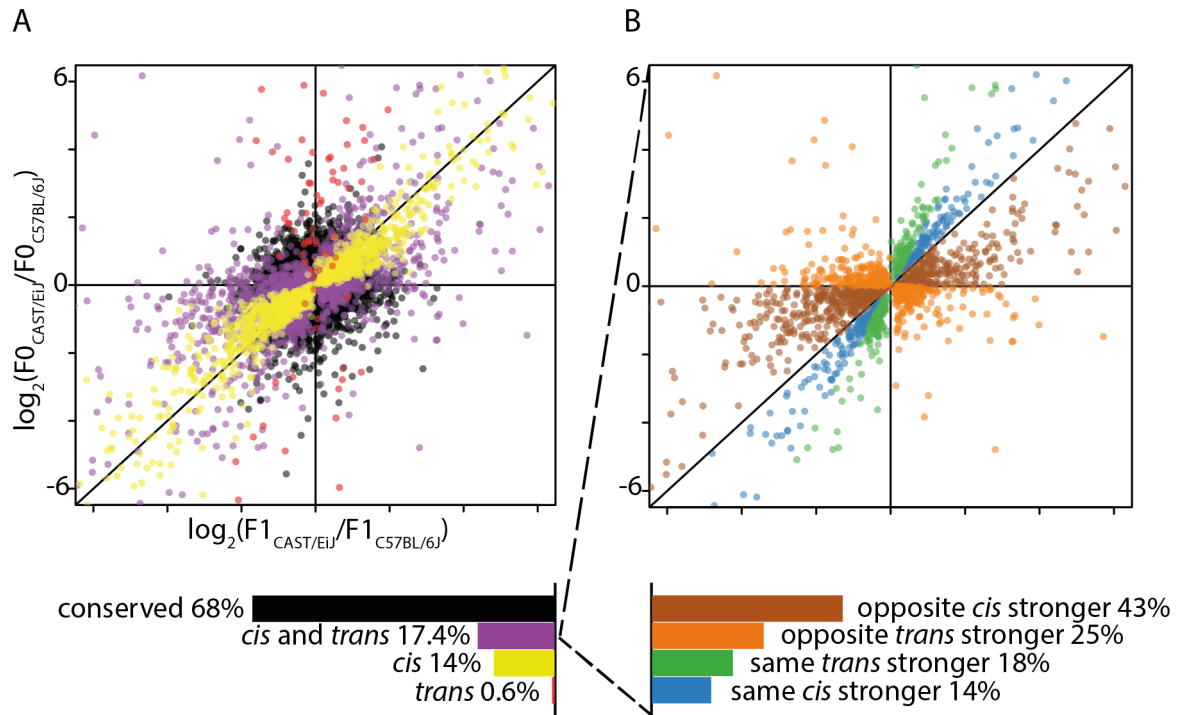 A
B
6
0
-6
log2(F0CAST/EiJ/F0C57BL/6J)
log2(F1CAST/EiJ/F1C57BL/6J)
6
0
-6
conserved 68%
cis and trans 17.4%
cis 14%
trans 0.6%
opposite cis stronger 43%
opposite trans stronger 25%
same trans stronger 18%
same cis stronger 14%